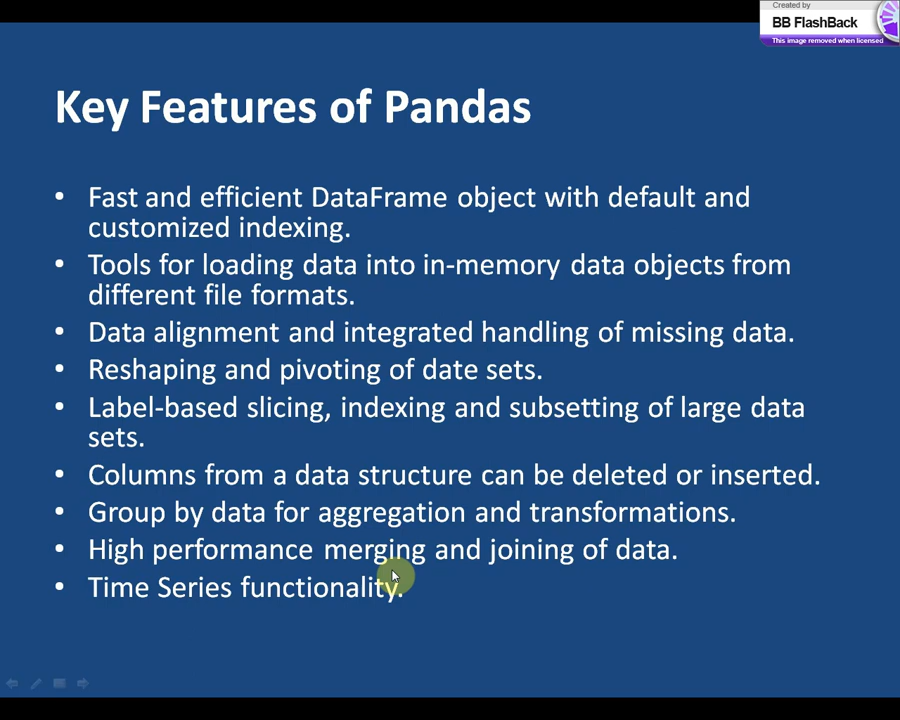 Created by
BB FlashBack
This image removed when licensed
Key Features of Pandas
• Fast and efficient DataFrame object with default and
customized indexing.
• Tools for loading data into in-memory data objects from
different file formats.
• Data alignment and integrated handling of missing data.
• Reshaping and pivoting of date sets.
• Label-based slicing, indexing and subsetting of large data
sets.
• Columns from a data structure can be deleted or inserted.
• Group by data for aggregation and transformations.
• High performance merging and joining of data.
• Time Series functionality.